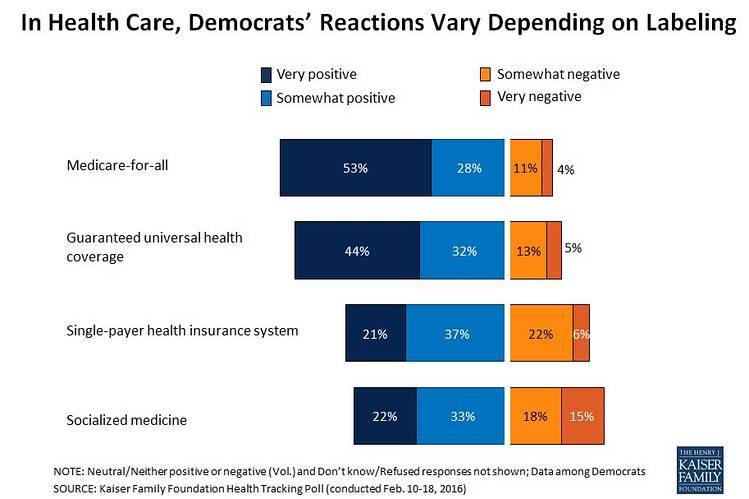 In Health Care, Democrats’ Reactions Vary Depending on Labeling
Very positive
Somewhat negative
Somewhat positive
Very negative
Medicare-for-all
53%
28%
11%
4%
Guaranteed universal health
coverage
44%
32%
13%
5%
Single-payer health insurance system
21%
37%
22%
6%
Socialized medicine
22%
33%
18%
15%
NOTE: Neutral/Neither positive or negative (Vol.) and Don’t know/Refused responses not shown; Data among Democrats
SOURCE: Kaiser Family Foundation Health Tracking Poll (conducted Feb. 10-18, 2016)
THE HENRY J.
KAISER
FAMILY
FOUNDATION